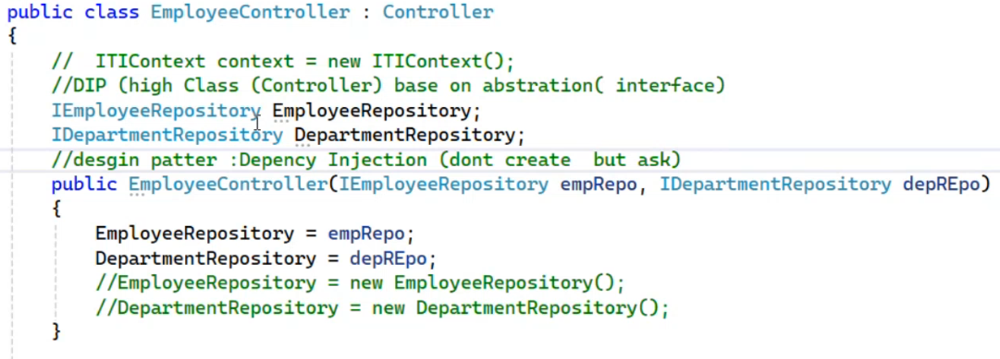 public class EmployeeController : Controller
{
//  ITIContext context = new ITIContext();
//DIP (high Class (Controller) base on abstration( interface)
IEmployeeRepository EmployeeRepository;
IDepartmentRepository DepartmentRepository;
//desgin patter :Depency Injection (dont create  but ask)
public EmployeeController(IEmployeeRepository empRepo, IDepartmentRepository depREpo)
{
EmployeeRepository = empRepo;
DepartmentRepository = depREpo;
//EmployeeRepository = new EmployeeRepository();
//DepartmentRepository = new DepartmentRepository();
}